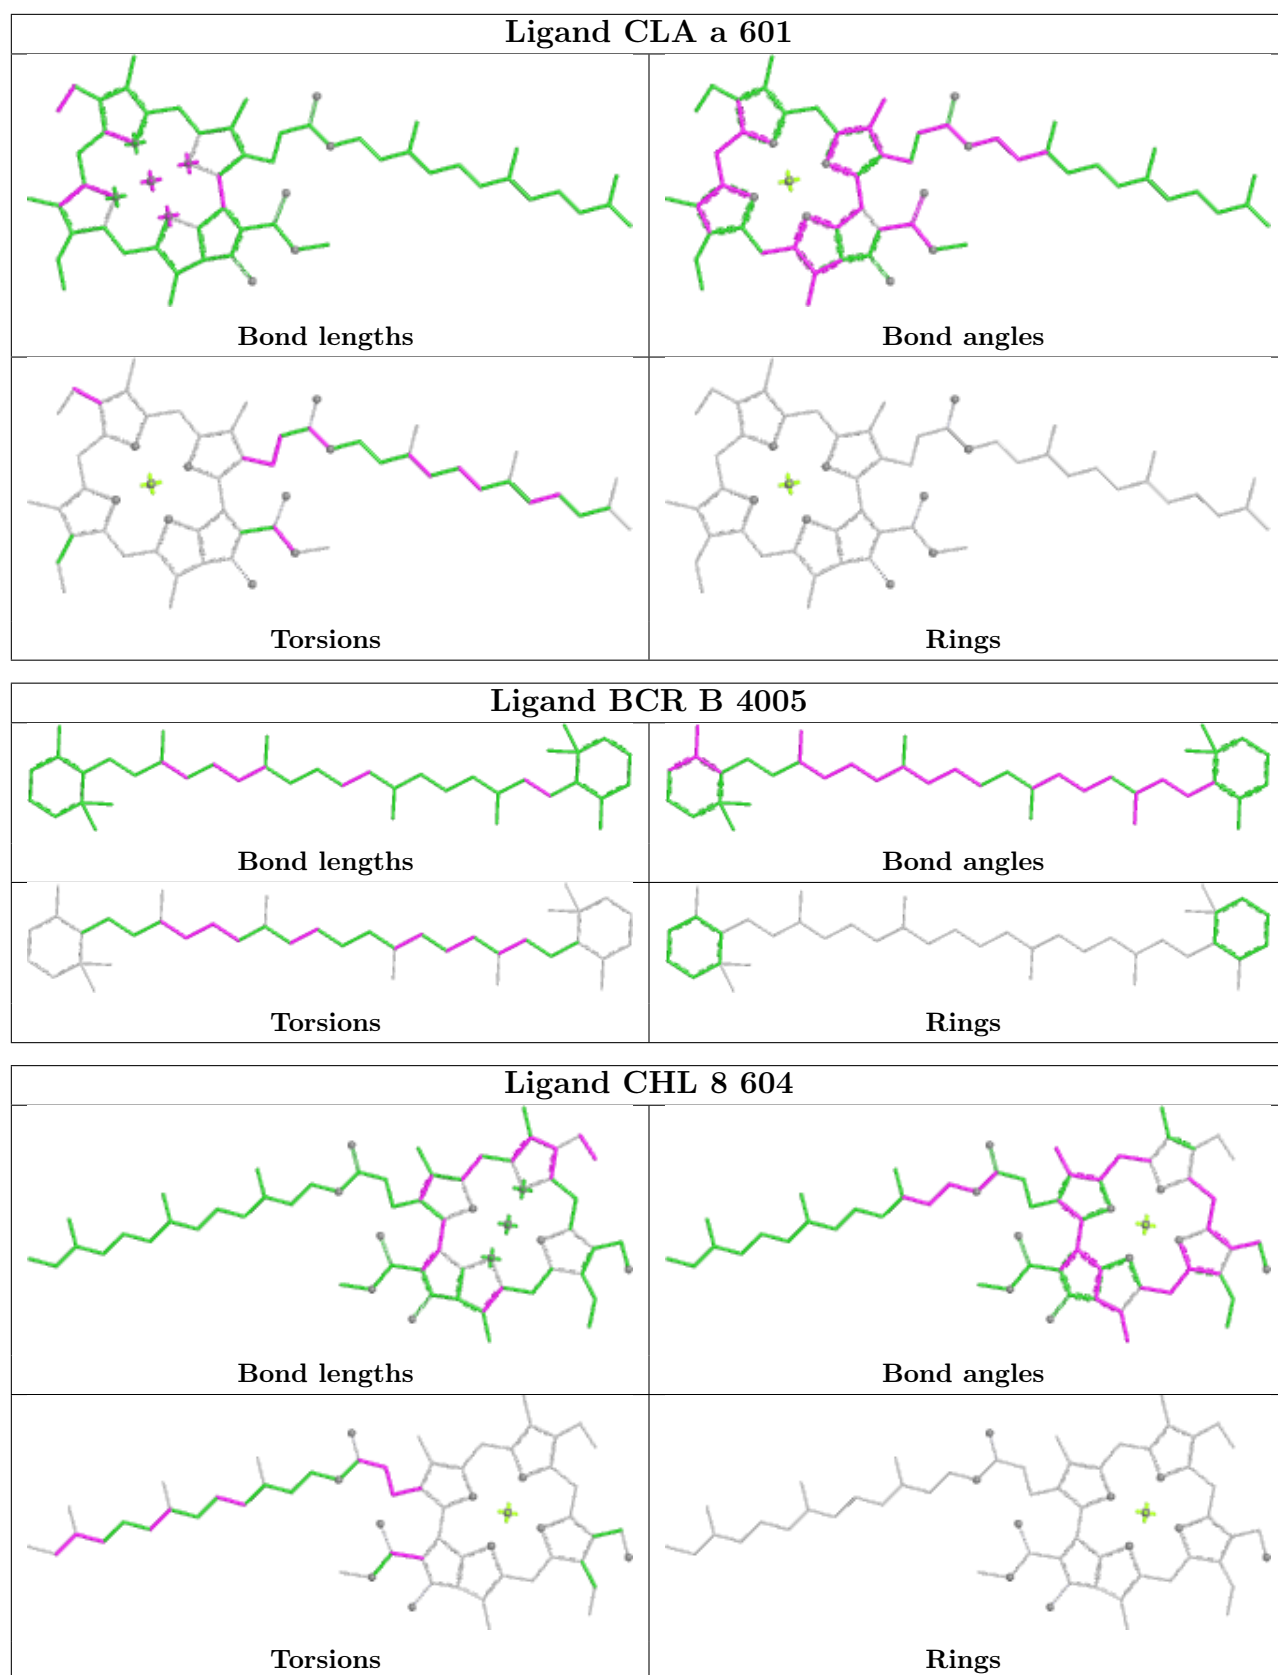 Ligand CLA a 601
Bond lengths
Bond angles
Torsions
Rings
Ligand BCR B 4005
Bond lengths
Bond angles
Torsions
Rings
Ligand CHL 8 604
Bond lengths
Bond angles
Torsions
Rings